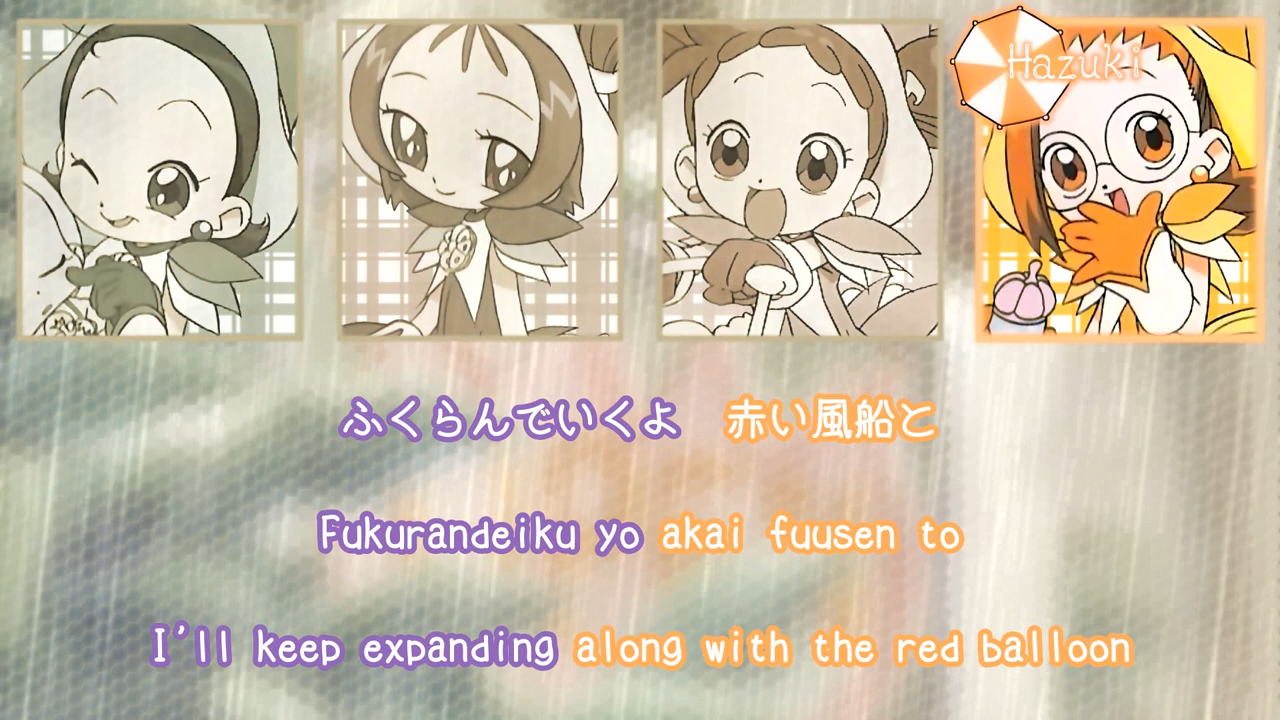 Hazuki
ふくらんでいくよ 赤い風船と
Fukurandeiku yo akai fuusen to
I'll keep expanding along with the red balloon